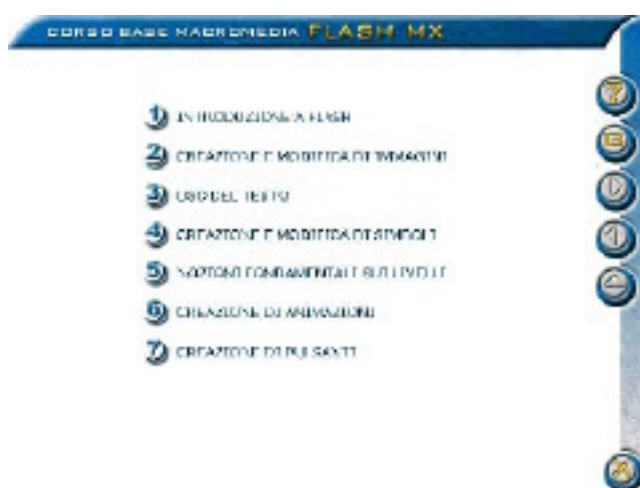 CORSO BASE MACROMEDIA FLASH MX
1 INTRODUZIONE A FLASH
2 CREAZIONE E MODIFICA DI IMMAGINI
3 USO DEL TESTO
4 CREAZIONE E MODIFICA DI SIMBOLI
5 NOZIONI FONDAMENTALI SUI LIVELLI
6 CREAZIONE DI ANIMAZIONI
7 CREAZIONE DI PULSANTI
?